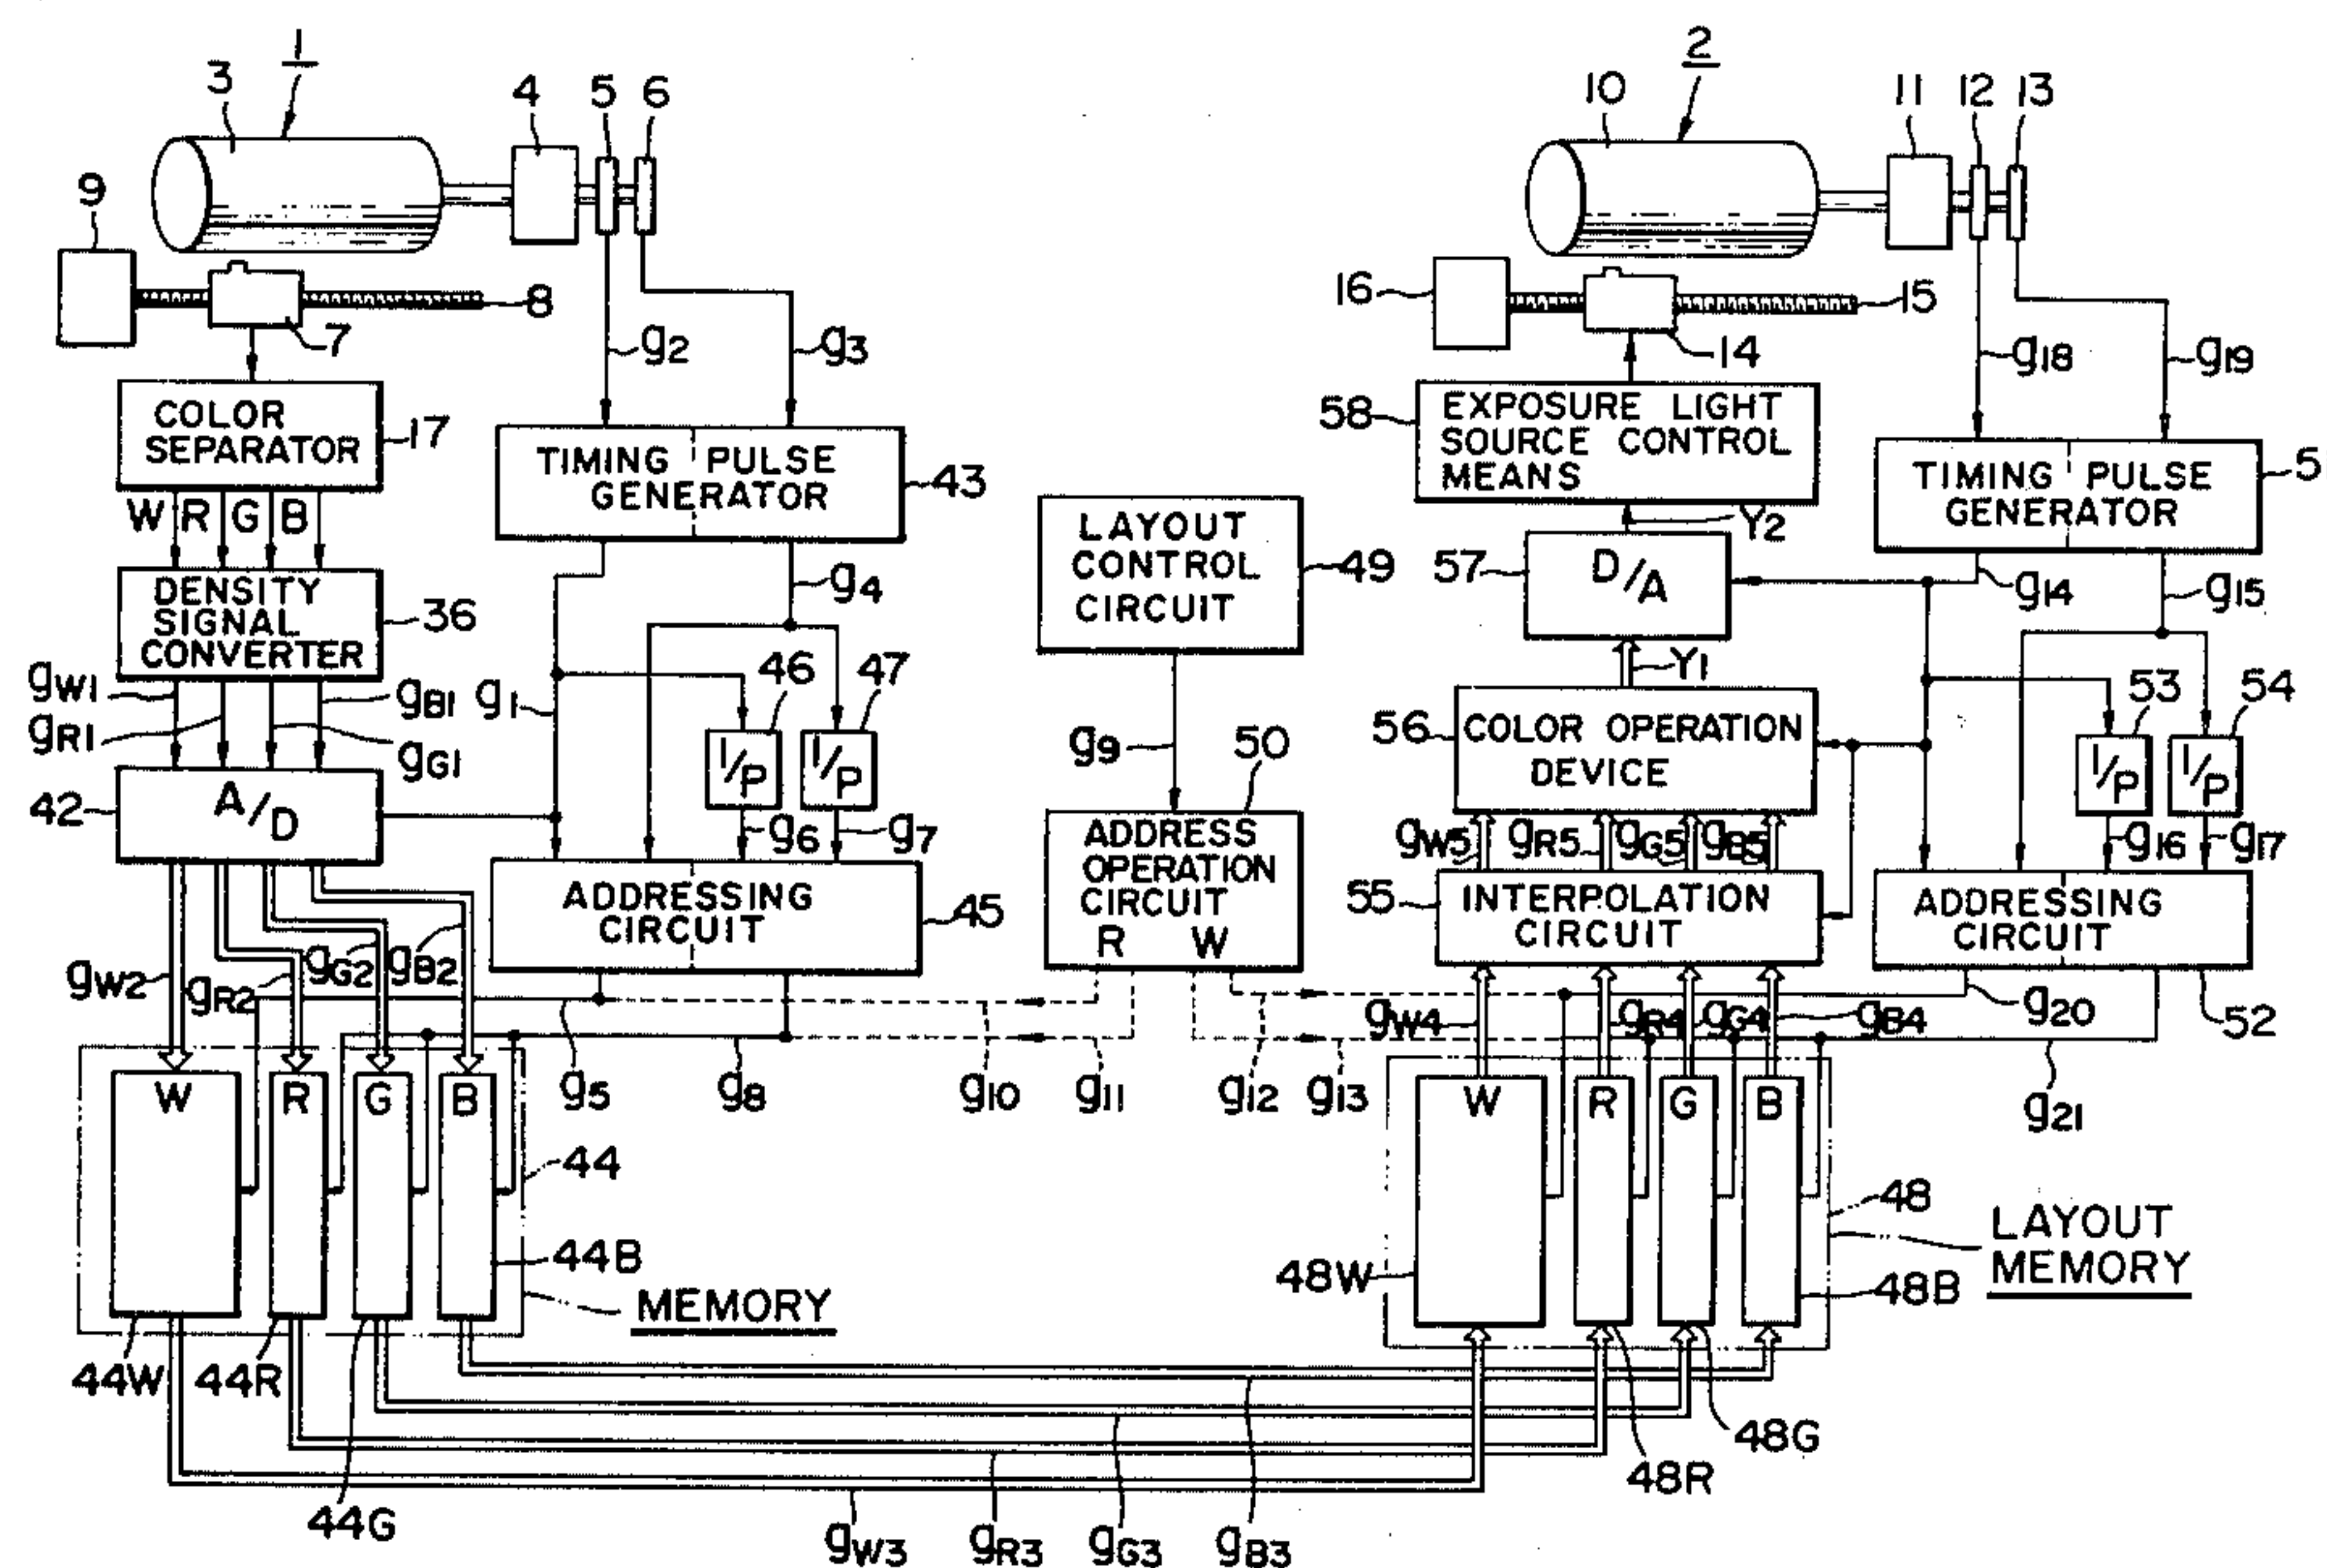 1
2
3
4
5
6
10
11
12
13
9
8
7
16
15
14
g2
g3
g18
g19
COLOR
SEPARATOR
17
TIMING PULSE
GENERATOR
43
58
EXPOSURE LIGHT
SOURCE CONTROL
MEANS
TIMING PULSE
GENERATOR
5
W R G B
LAYOUT
CONTROL
CIRCUIT
49
Y2
57
D/A
g14
g15
DENSITY
SIGNAL
CONVERTER
36
g4
gW1
gR1
gB1
gG1
g1
46
47
1/P
1/P
g6
g7
Y1
53
54
1/P
1/P
g16
g17
g9
50
56
COLOR OPERATION
DEVICE
42
A/D
ADDRESS
OPERATION
CIRCUIT
R W
gW5
gR5
gG5
gB5
ADDRESSING
CIRCUIT
45
55
INTERPOLATION
CIRCUIT
ADDRESSING
CIRCUIT
52
gW2
gR2
gG2
gB2
gW4
gR4
gG4
gB4
g20
g5
g8
g10
g11
g12
g13
g21
W
R
G
B
44
44B
MEMORY
W
R
G
B
48
LAYOUT
MEMORY
48W
48B
44W
44R
44G
48G
48R
gW3
gR3
gG3
gB3